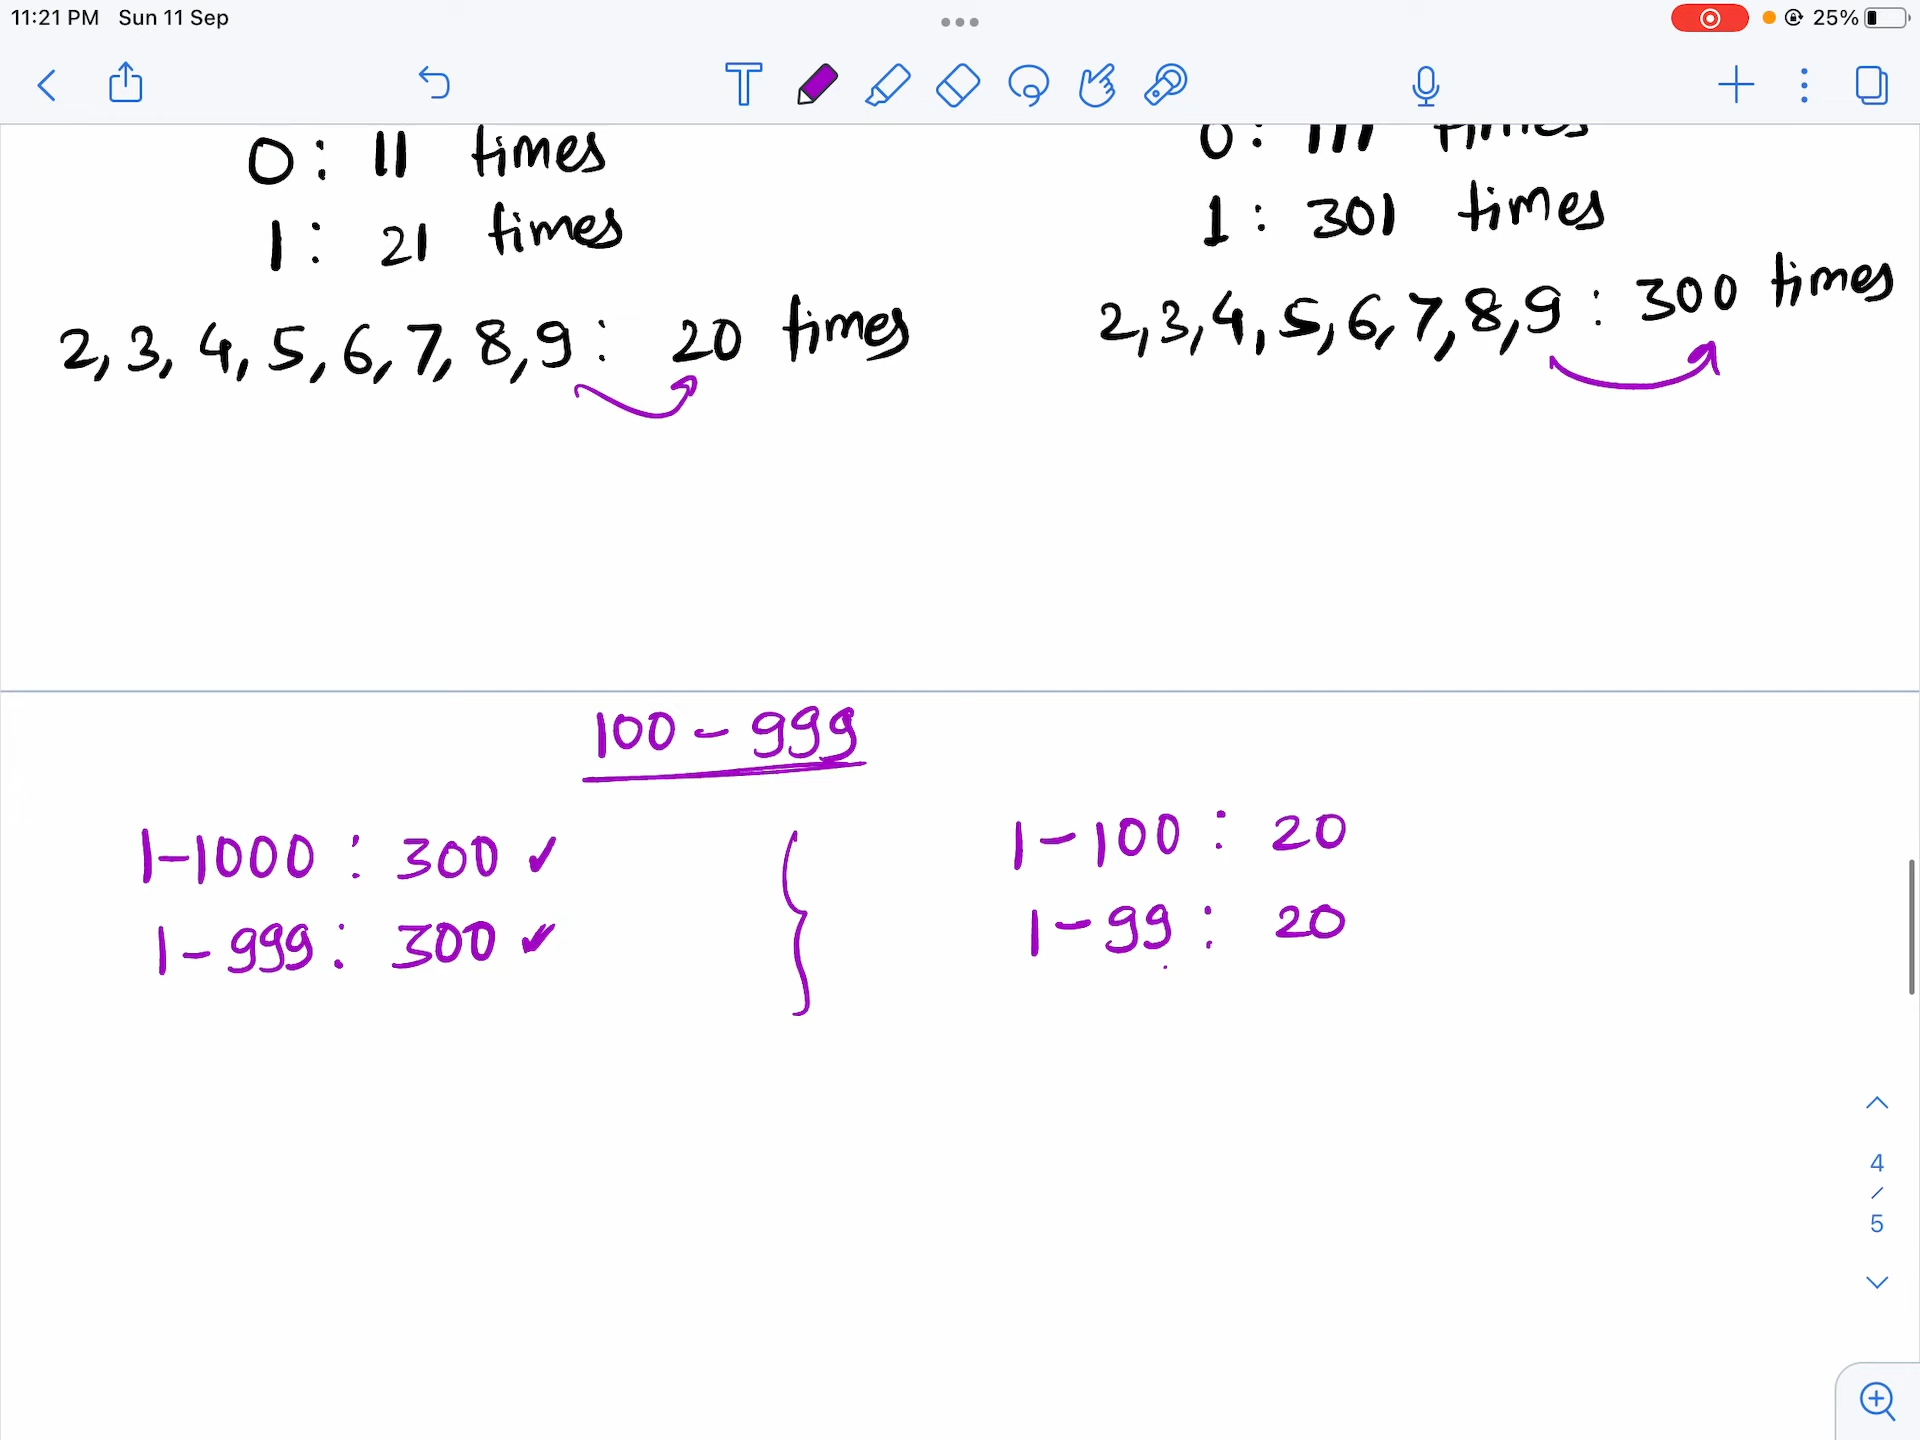 11:21 PM Sun 11 Sep
25%
T
0 : 11 times
1 : 21 times
2, 3, 4, 5, 6, 7, 8, 9 : 20 times
1 : 301 times
2,3,4,5,6,7,8,9 : 300 times
100 - 999
1-1000 : 300 ✓
1-999 : 300 ✓
1-100 : 20
1-99 : 20
4
/
5